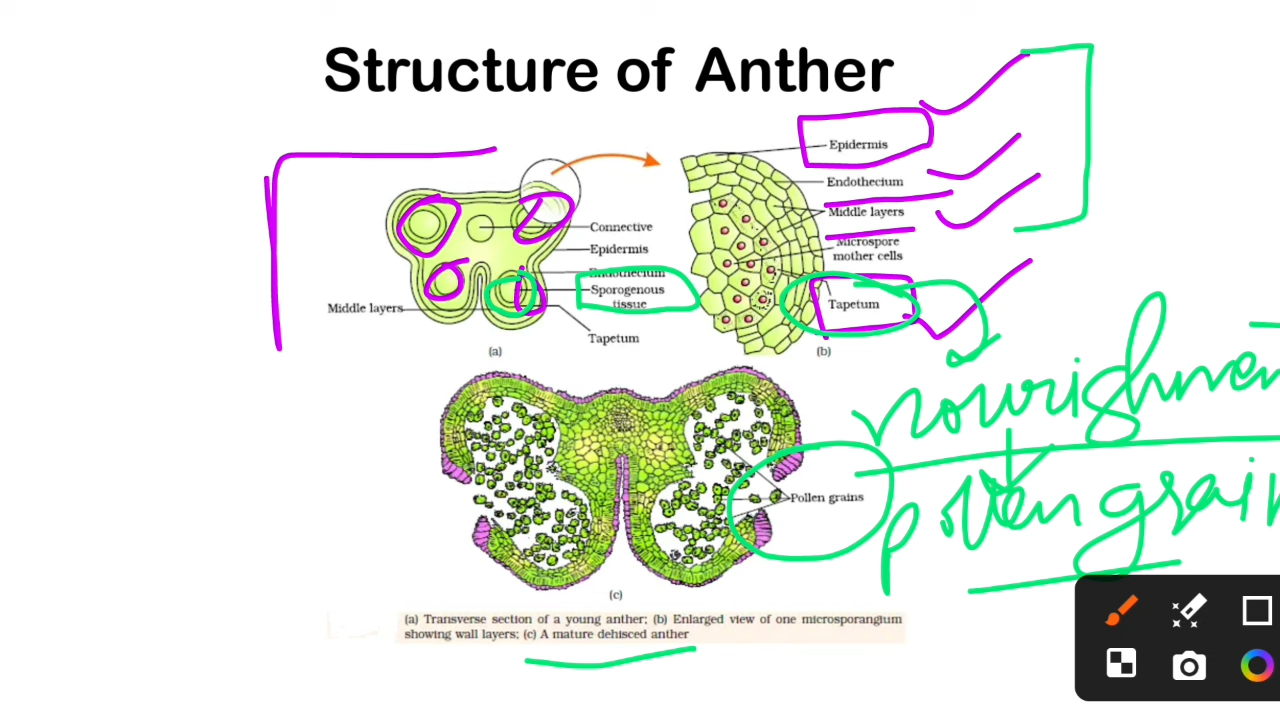 Structure of Anther
Epidermis
Endothecium
Middle layers
Microspore
mother cells
Tapetum
Connective
Epidermis
Endothecium
Sporogenous
tissue
Middle layers
Tapetum
(a)
(b)
nourishmen
pollen grain
Pollen grains
(c)
(a) Transverse section of a young anther; (b) Enlarged view of one microsporangium
showing wall layers; (c) A mature dehisced anther